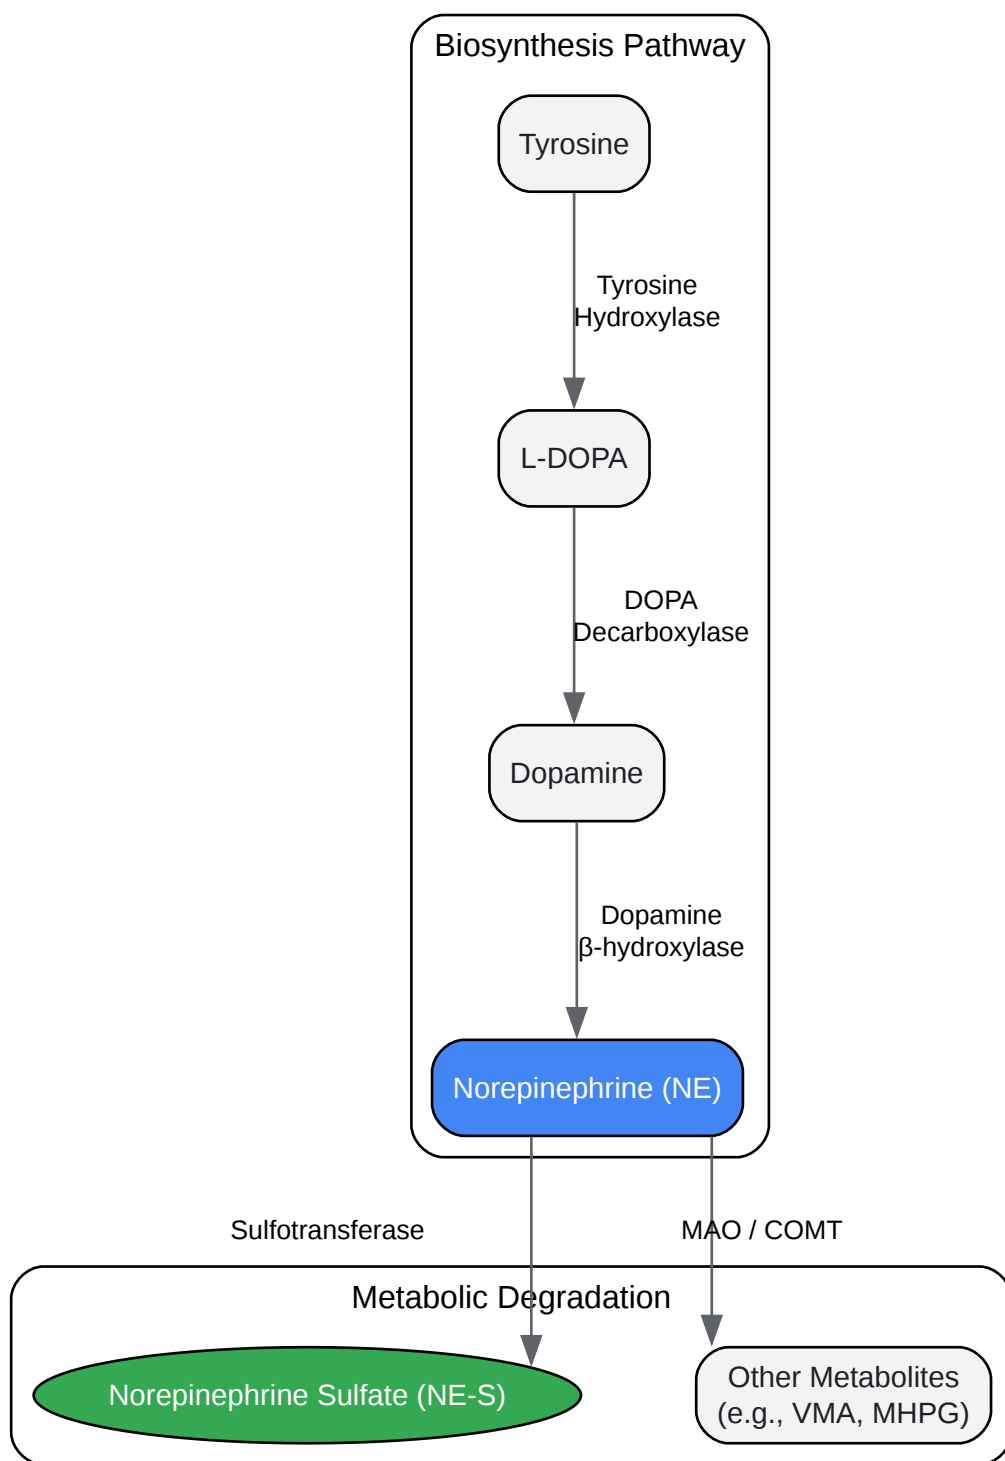 Biosynthesis Pathway
Tyrosine
Tyrosine
Hydroxylase
L-DOPA
DOPA
Decarboxylase
Dopamine
Dopamine
β-hydroxylase
Norepinephrine (NE)
Sulfotransferase
MAO / COMT
Metabolic Degradation
Norepinephrine Sulfate (NE-S)
Other Metabolites
(e.g., VMA, MHPG)